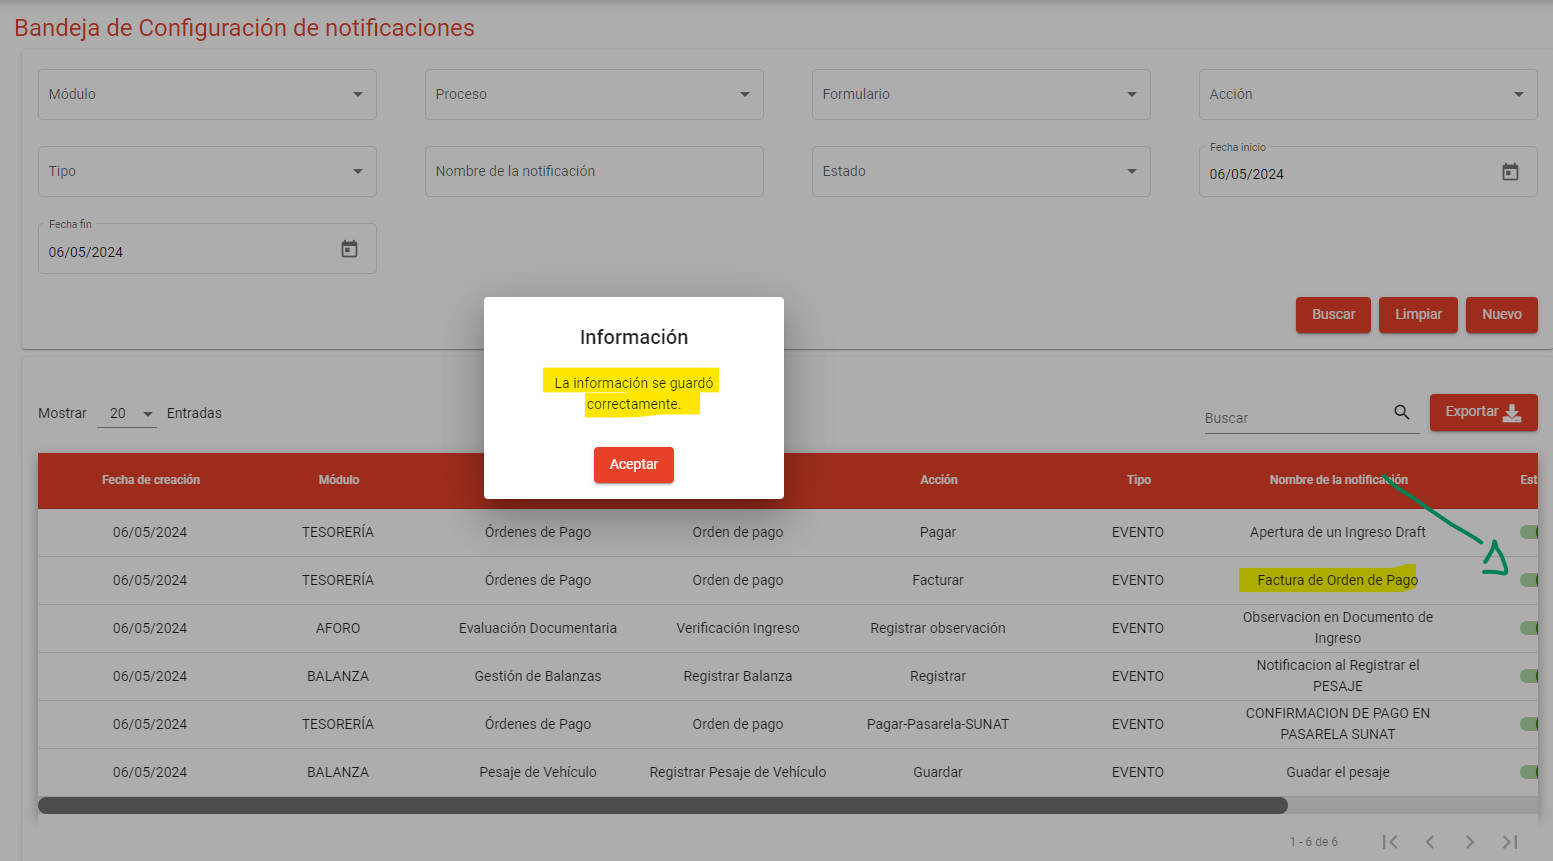 Bandeja de Configuración de notificaciones
Módulo
Proceso
Formulario
Acción
Tipo
Nombre de la notificación
Estado
Fecha inicio
06/05/2024
Fecha fin
06/05/2024
Buscar Limpiar Nuevo
Información
La información se guardó
correctamente.
Aceptar
Mostrar 20 Entradas
Buscar
Exportar
Fecha de creación Módulo Acción Tipo Nombre de la notificación Est
06/05/2024 TESORERÍA Órdenes de Pago Orden de pago Pagar EVENTO Apertura de un Ingreso Draft
06/05/2024 TESORERÍA Órdenes de Pago Orden de pago Facturar EVENTO Factura de Orden de Pago
06/05/2024 AFORO Evaluación Documentaria Verificación Ingreso Registrar observación EVENTO Observacion en Documento de
Ingreso
06/05/2024 BALANZA Gestión de Balanzas Registrar Balanza Registrar EVENTO Notificacion al Registrar el
PESAJE
06/05/2024 TESORERÍA Órdenes de Pago Orden de pago Pagar-Pasarela-SUNAT EVENTO CONFIRMACION DE PAGO EN
PASARELA SUNAT
06/05/2024 BALANZA Pesaje de Vehículo Registrar Pesaje de Vehículo Guardar EVENTO Guadar el pesaje
1 - 6 de 6